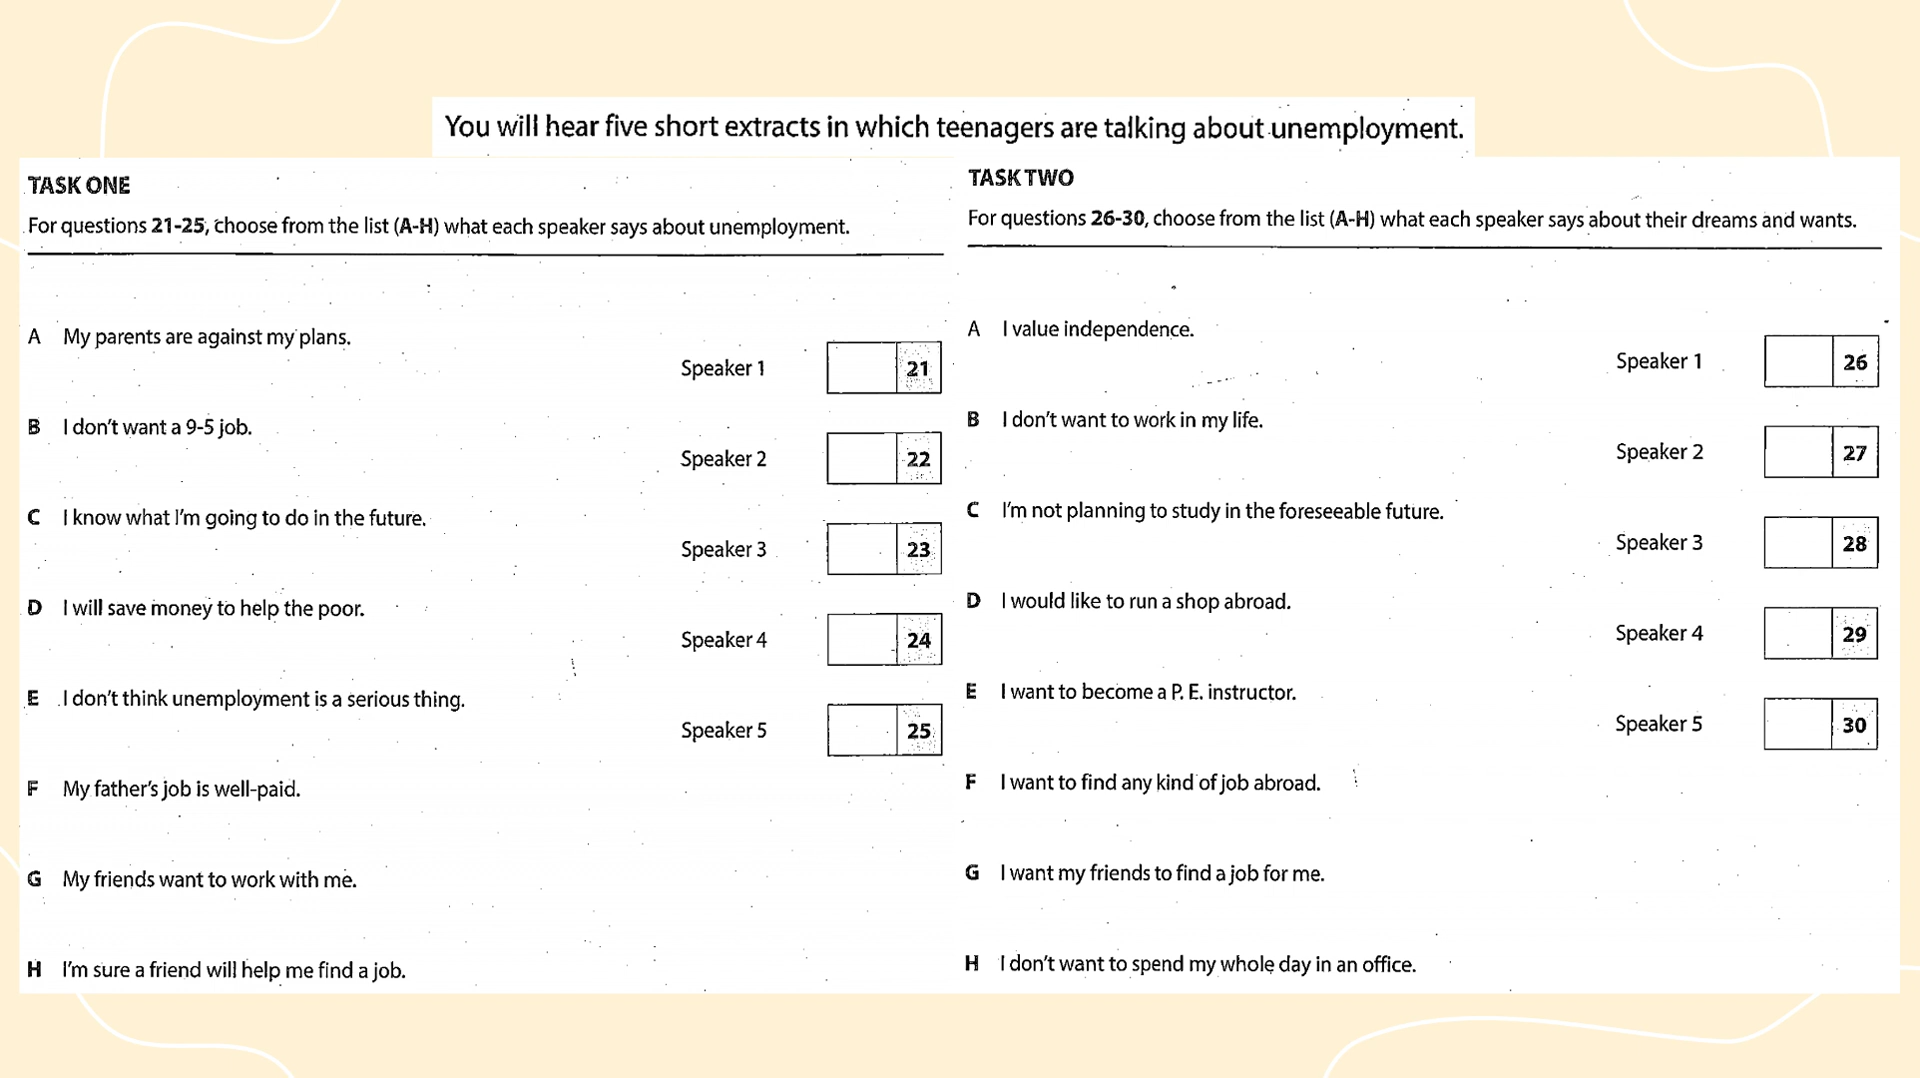 You will hear five short extracts in which teenagers are talking about unemployment.
TASK ONE
For questions 21-25, choose from the list (A-H) what each speaker says about unemployment.
A My parents are against my plans.
Speaker 1 21
B I don't want a 9-5 job.
Speaker 2 22
C I know what I'm going to do in the future.
Speaker 3 23
D I will save money to help the poor.
Speaker 4 24
E I don't think unemployment is a serious thing.
Speaker 5 25
F My father's job is well-paid.
G My friends want to work with me.
H I'm sure a friend will help me find a job.
TASK TWO
For questions 26-30, choose from the list (A-H) what each speaker says about their dreams and wants.
A I value independence.
Speaker 1 26
B I don't want to work in my life.
Speaker 2 27
C I'm not planning to study in the foreseeable future.
Speaker 3 28
D I would like to run a shop abroad.
Speaker 4 29
E I want to become a P. E. instructor.
Speaker 5 30
F I want to find any kind of job abroad.
G I want my friends to find a job for me.
H I don't want to spend my whole day in an office.